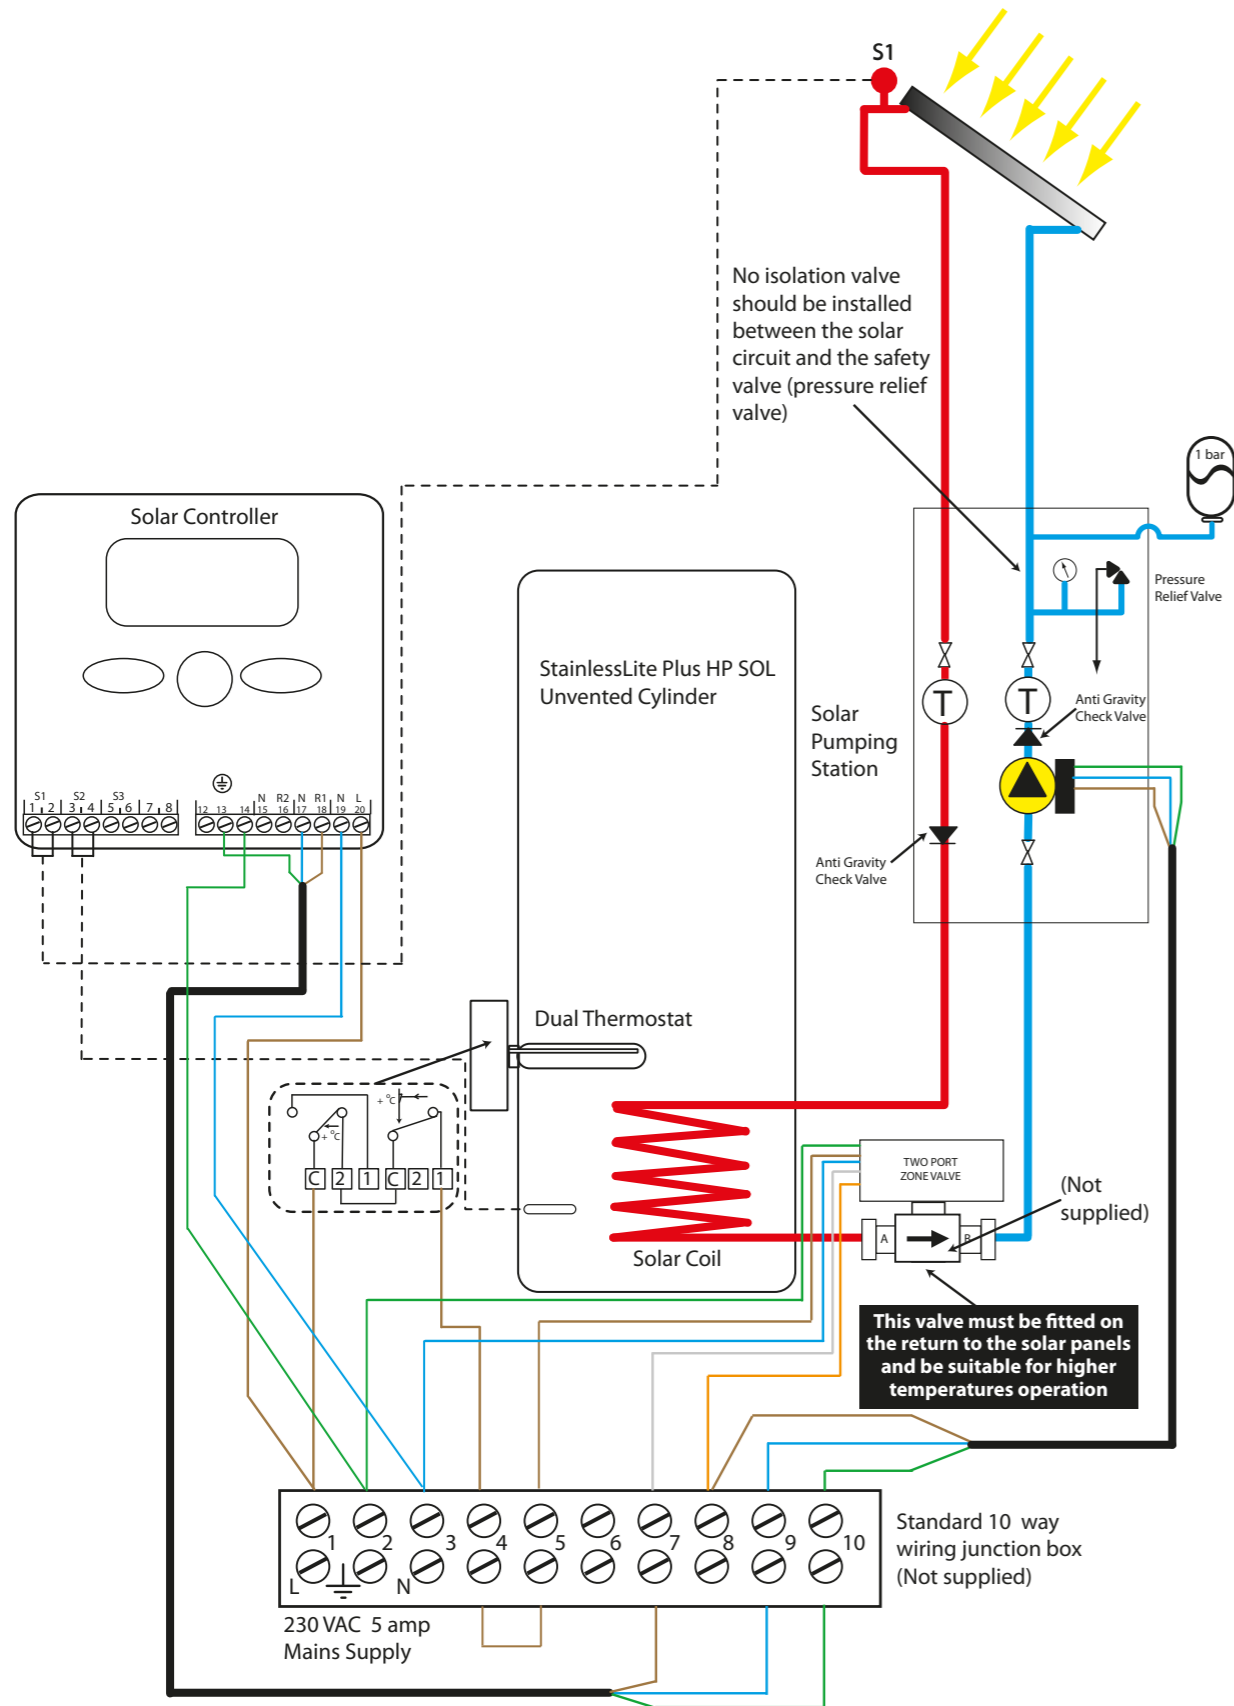 S1
No isolation valve
should be installed
between the solar
circuit and the safety
valve (pressure relief
valve)
1 bar
Solar Controller
Pressure
Relief Valve
StainlessLite Plus HP SOL
Unvented Cylinder
T
T
Anti Gravity
Check Valve
Solar
Pumping
Station
S1 S2 S3
1 2 3 4 5 6 7 8
N R2 N R1 N L
12 13 14 15 16 17 18 19 20
Anti Gravity
Check Valve
Dual Thermostat
+ °C
+ °C
C 2 1 C 2 1
TWO PORT
ZONE VALVE
(Not
supplied)
A B
Solar Coil
This valve must be fitted on
the return to the solar panels
and be suitable for higher
temperatures operation
1 2 3 4 5 6 7 8 9 10
L N
Standard 10 way
wiring junction box
(Not supplied)
230 VAC 5 amp
Mains Supply